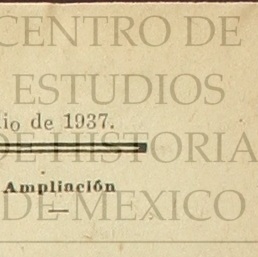 CENTRO DE
ESTUDIOS
io de 1937.
DE HISTORIA
Ampliación
DE MEXICO